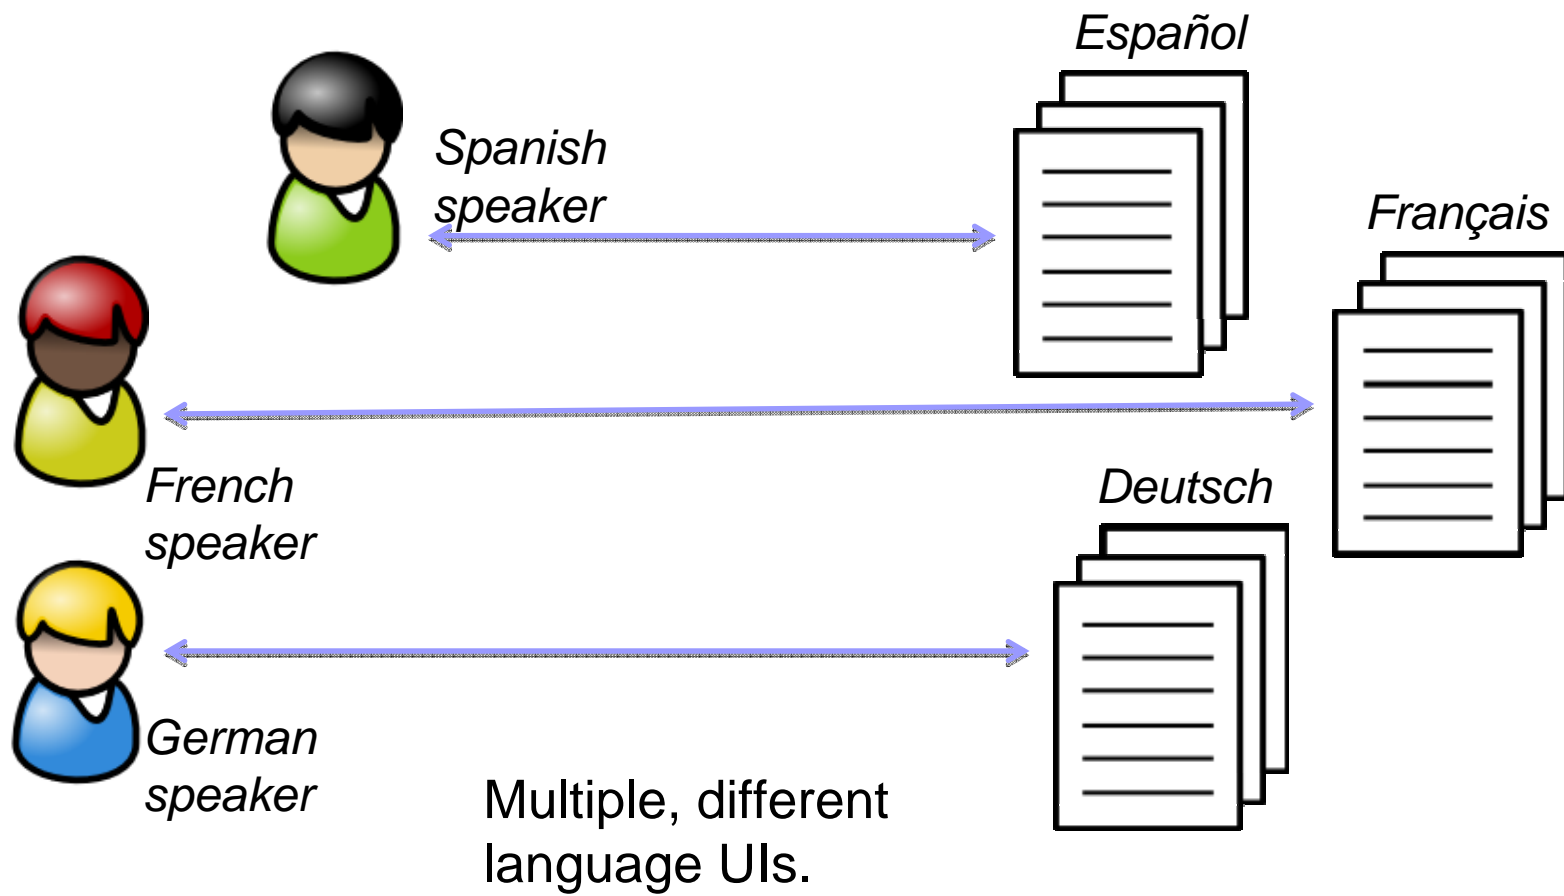 Español
Spanish
speaker
Français
French
speaker
Deutsch
German
speaker
Multiple, different
language UIs.